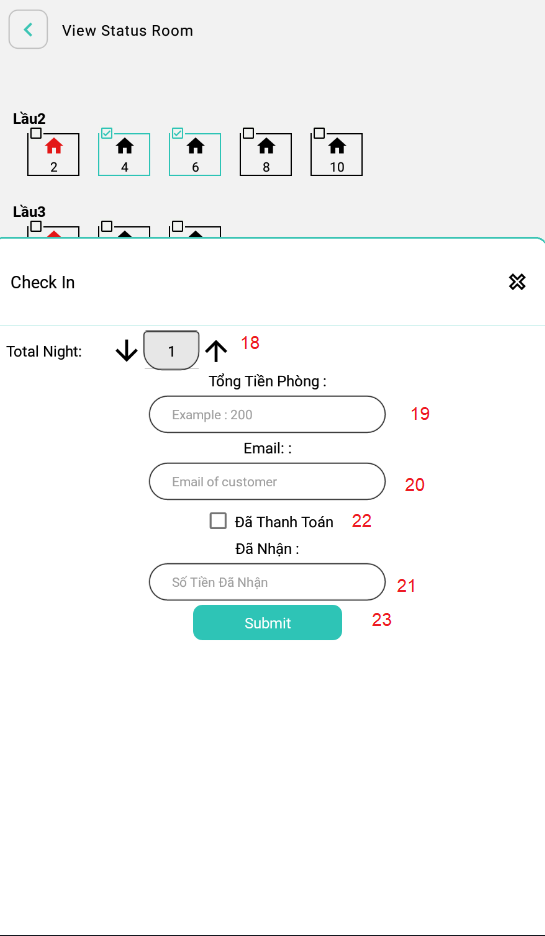 View Status Room
Lầu2
2 4 6 8 10
Lầu3
Check In
Total Night: 1 18
Tổng Tiền Phòng :
Example : 200 19
Email: :
Email of customer 20
Đã Thanh Toán 22
Đã Nhận :
Số Tiền Đã Nhận 21
Submit 23